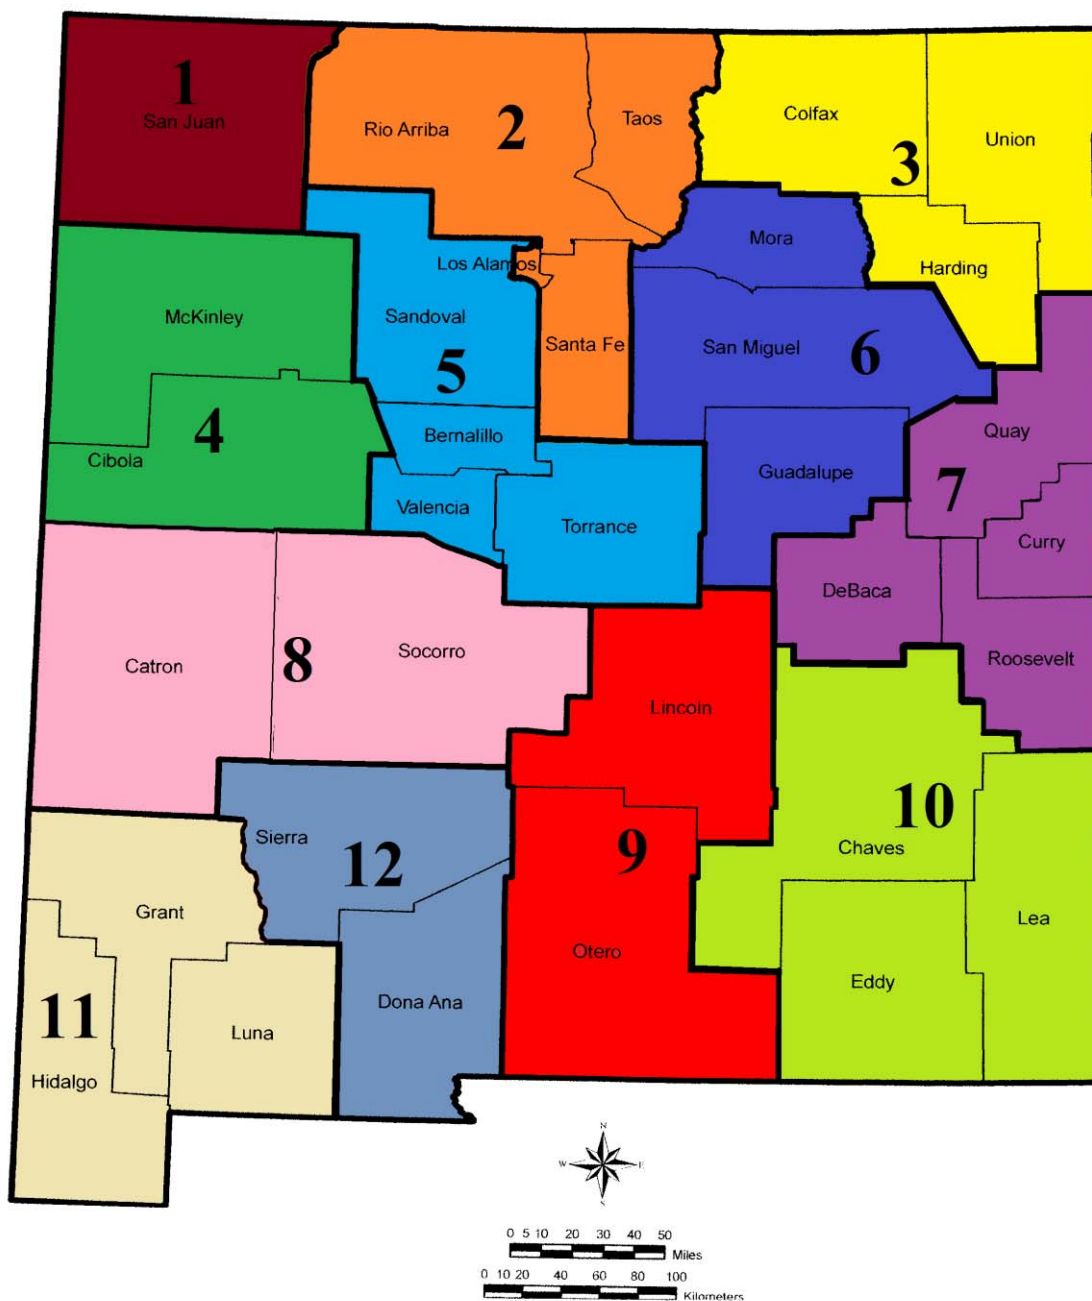 1
San Juan
Rio Arriba
2
Taos
Colfax
3
Union
Mora
Harding
Los Alamos
McKinley
Sandoval
Santa Fe
San Miguel
6
5
4
Cibola
Bernalillo
Guadalupe
Quay
7
Valencia
Torrance
Curry
DeBaca
Catron
8
Socorro
Roosevelt
Lincoln
Sierra
12
9
10
Chaves
Grant
Otero
Lea
Dona Ana
Eddy
11
Luna
Hidalgo
N
W E
S
0 5 10 20 30 40 50
Miles
0 10 20 40 60 80 100
Kilometers